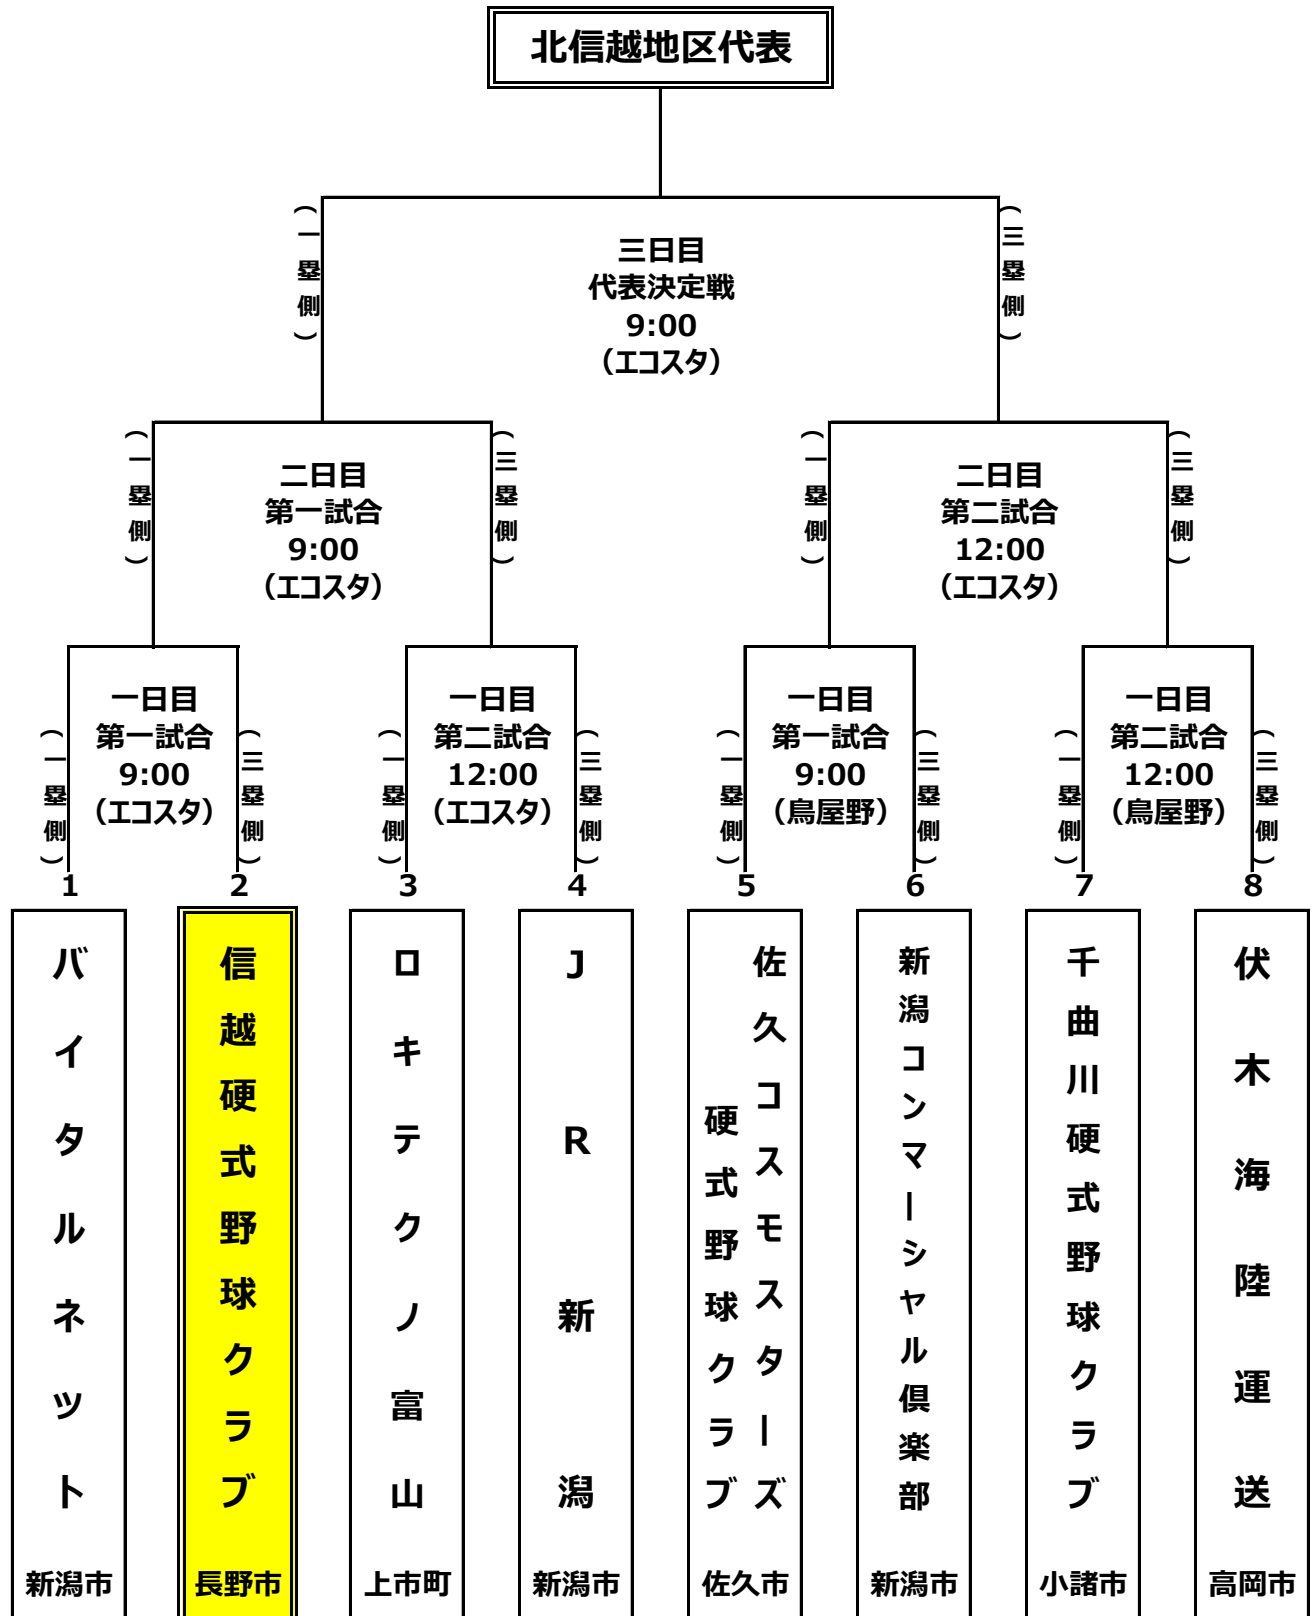 北信越地区代表
（一塁側）
三日目
代表決定戦
9:00
（エコスタ）
（三塁側）
（一塁側）
二日目
第一試合
9:00
（エコスタ）
（三塁側）
（一塁側）
二日目
第二試合
12:00
（エコスタ）
（三塁側）
（一塁側）
一日目
第一試合
9:00
（エコスタ）
（三塁側）
（一塁側）
一日目
第二試合
12:00
（エコスタ）
（三塁側）
（一塁側）
一日目
第一試合
9:00
（鳥屋野）
（三塁側）
（一塁側）
一日目
第二試合
12:00
（鳥屋野）
（三塁側）
1
バイタルネット
新潟市
2
信越硬式野球クラブ
長野市
3
ロキテクノ富山
上市町
4
JR新潟
新潟市
5
佐久コスモスターズ
硬式野球クラブ
佐久市
6
新潟コンマーシャル倶楽部
新潟市
7
千曲川硬式野球クラブ
小諸市
8
伏木海陸運送
高岡市